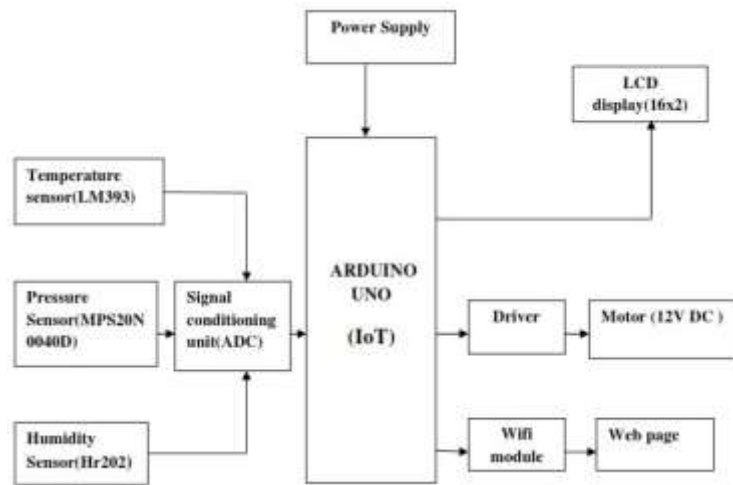 Power Supply
LCD
display(16x2)
Temperature
sensor(LM393)
ARDUINO
UNO
(IoT)
Pressure
Sensor(MPS20N
0040D)
Signal
conditioning
unit(ADC)
Driver
Motor (12V DC )
Humidity
Sensor(Hr202)
Wifi
module
Web page